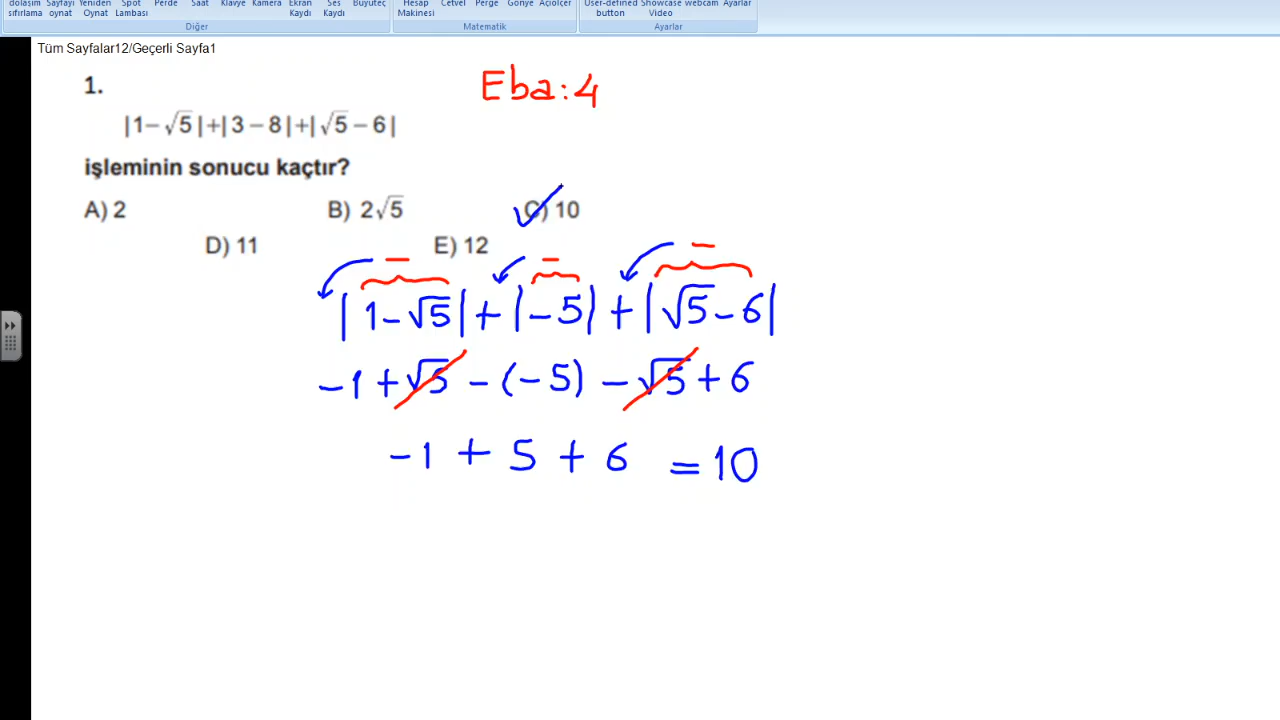 dolaşım Sayfayı Yeniden Spot Klavye Kamera Ekran Ses Büyüteç Hesap Cetvel Perge Gönye Açıölçer User-defined Showcase webcam Ayarlar
sıfırlama oynat Oynat Lambası Kaydı Kaydı Makinesi button Video
Diğer Matematik Ayarlar
Tüm Sayfalar12/Geçerli Sayfa1
1.
Eba:4
|1−√5|+|3−8|+|√5−6|
işleminin sonucu kaçtır?
A) 2 B) 2√5 C) 10
D) 11 E) 12
− − −
|1−√5|+|−5|+|√5−6|
−1+√5−(−5)−√5+6
−1+5+6=10